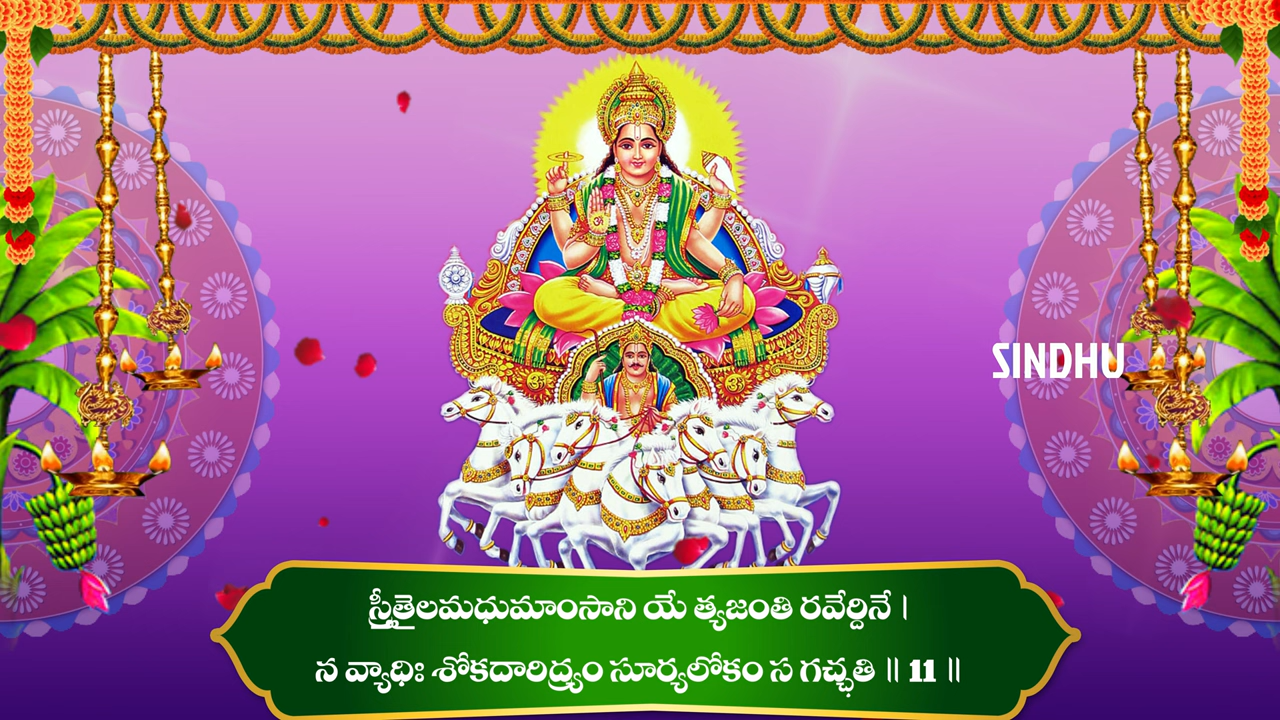 SINDHU
స్త్రీతైలమధుమాంసాని యే త్యజంతి రవేర్దినే |
న వ్యాధిః శోకదారిద్ర్యం సూర్యలోకం స గచ్ఛతి || 11 ||